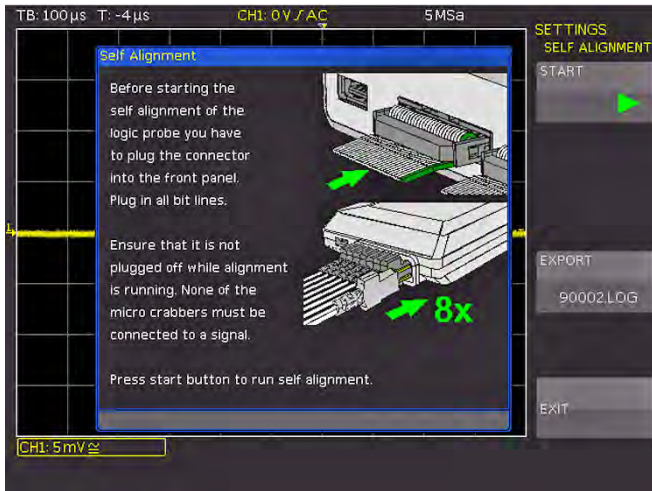 TB: 100µs T: -4µs CH1: 0V / AC 5MSa
SETTINGS
SELF ALIGNMENT
Self Alignment
START
Before starting the
self alignment of the
logic probe you have
to plug the connector
into the front panel.
Plug in all bit lines.
Ensure that it is not
plugged off while alignment
is running. None of the
micro crabbers must be
connected to a signal.
8x
Press start button to run self alignment.
EXPORT
90002.LOG
EXIT
1
CH1: 5mV≅